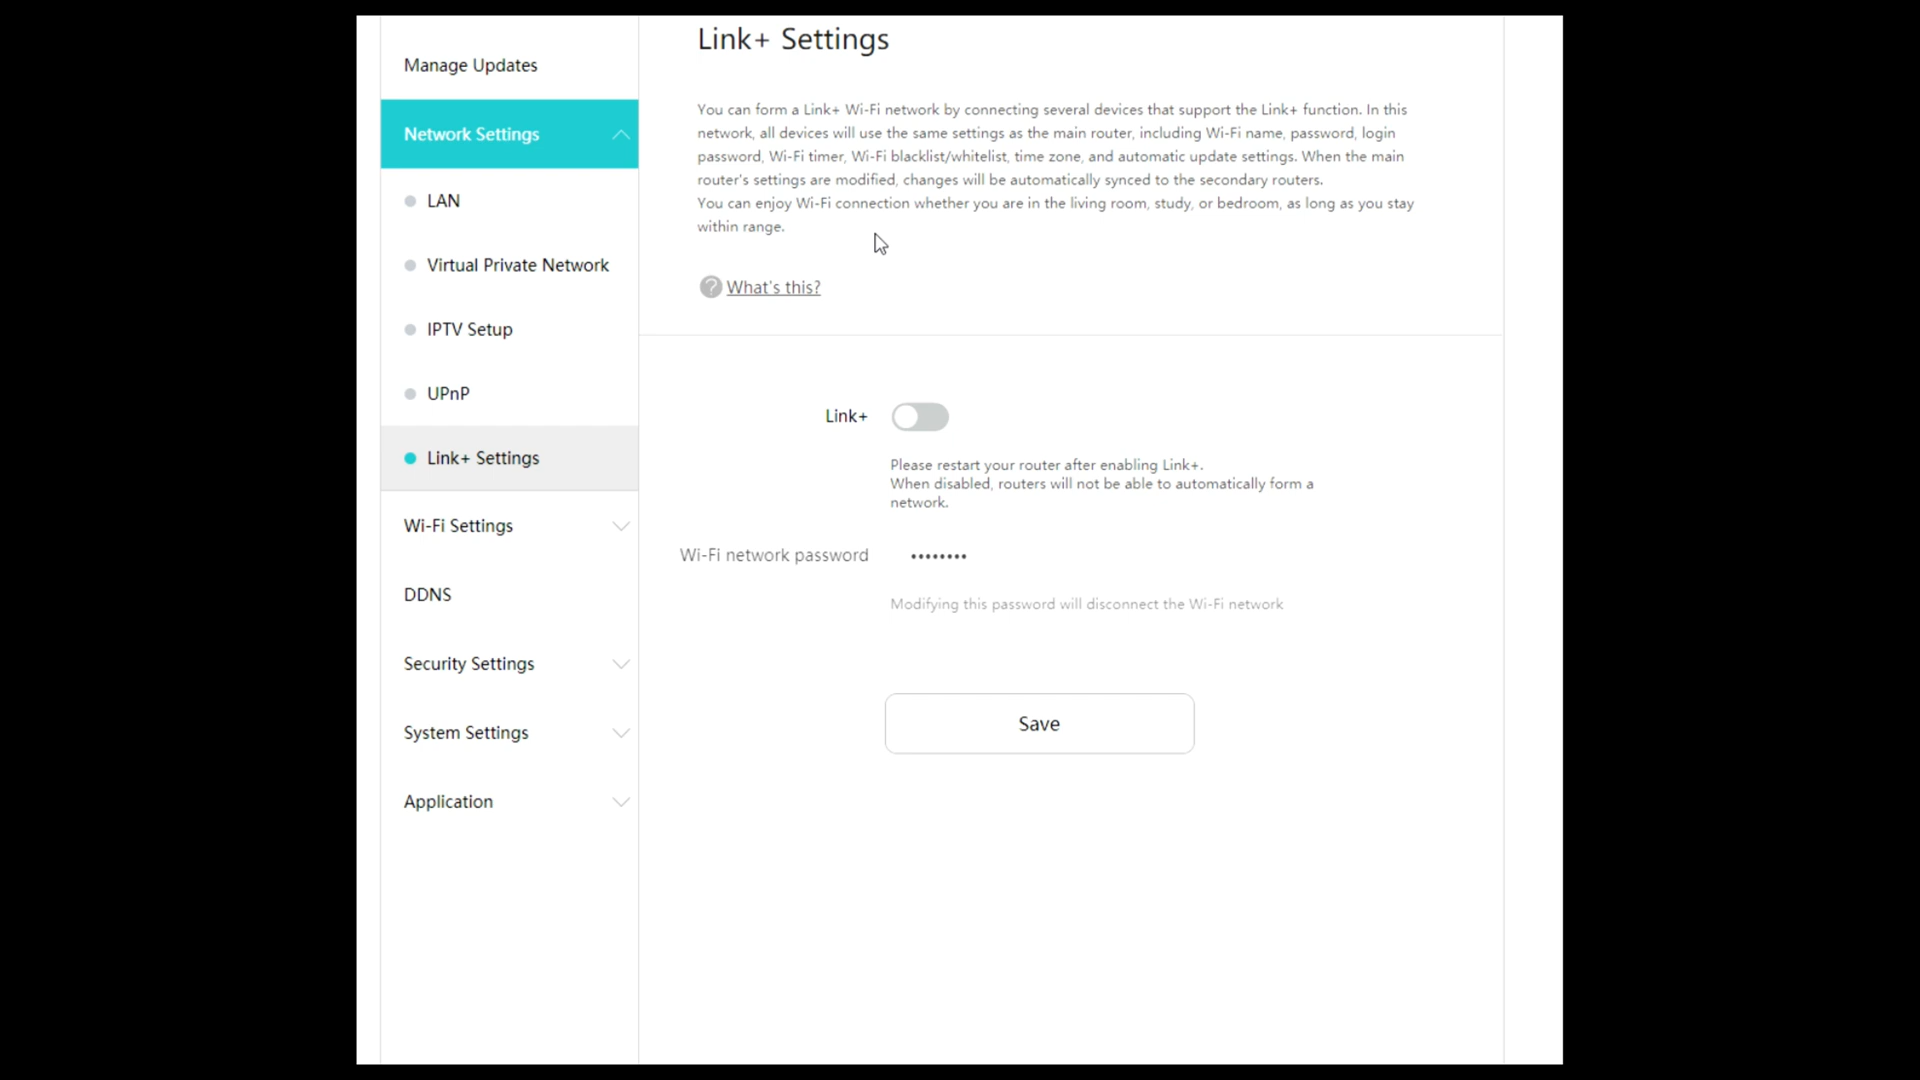 Manage Updates
Network Settings
LAN
Virtual Private Network
IPTV Setup
UPnP
Link+ Settings
Wi-Fi Settings
DDNS
Security Settings
System Settings
Application
Link+ Settings
You can form a Link+ Wi-Fi network by connecting several devices that support the Link+ function. In this
network, all devices will use the same settings as the main router, including Wi-Fi name, password, login
password, Wi-Fi timer, Wi-Fi blacklist/whitelist, time zone, and automatic update settings. When the main
router's settings are modified, changes will be automatically synced to the secondary routers.
You can enjoy Wi-Fi connection whether you are in the living room, study, or bedroom, as long as you stay
within range.
? What's this?
Link+
Please restart your router after enabling Link+.
When disabled, routers will not be able to automatically form a
network.
Wi-Fi network password ••••••••
Modifying this password will disconnect the Wi-Fi network
Save